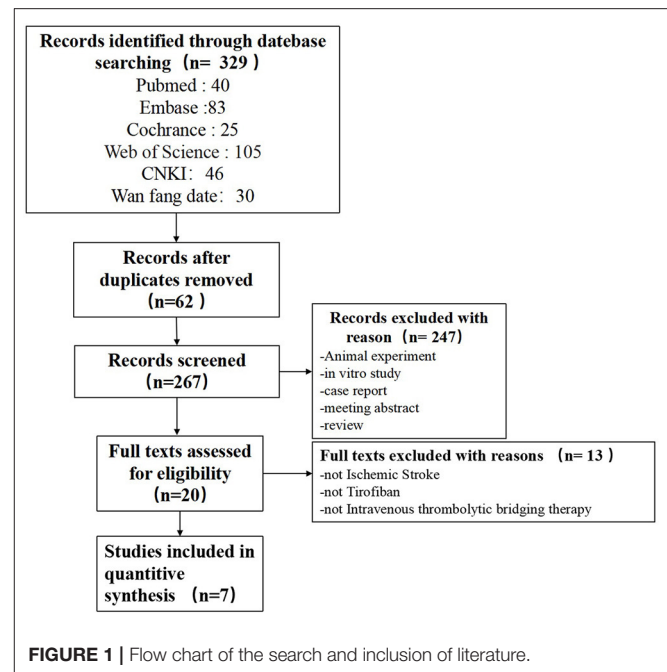 Records identified through datebase
searching (n= 329 )
Pubmed : 40
Embase :83
Cochrance : 25
Web of Science : 105
CNKI: 46
Wan fang date: 30
Records after
duplicates removed
(n=62 )
Records screened
(n=267)
Records excluded with
reason (n= 247)
-Animal experiment
-in vitro study
-case report
-meeting abstract
-review
Full texts assessed
for eligibility
(n=20)
Full texts excluded with reasons (n= 13 )
-not Ischemic Stroke
-not Tirofiban
-not Intravenous thrombolytic bridging therapy
Studies included in
quantitive
synthesis (n=7)
FIGURE 1 | Flow chart of the search and inclusion of literature.